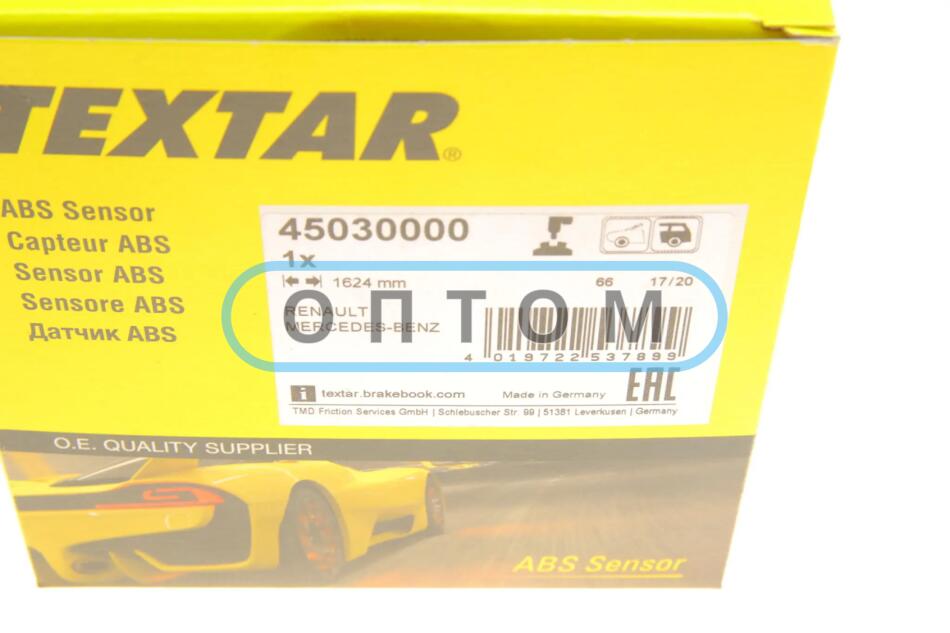 TEXTAR®
ABS Sensor
Capteur ABS
Sensor ABS
Sensore ABS
Датчик ABS
45030000
1x
1624 mm 66 17/20
RENAULT
MERCEDES-BENZ
4 019722 537899
ОПТОМ
i textar.brakebook.com Made in Germany EAC
TMD Friction Services GmbH | Schlebuscher Str. 99 | 51381 Leverkusen | Germany
O.E. QUALITY SUPPLIER
ABS Sensor